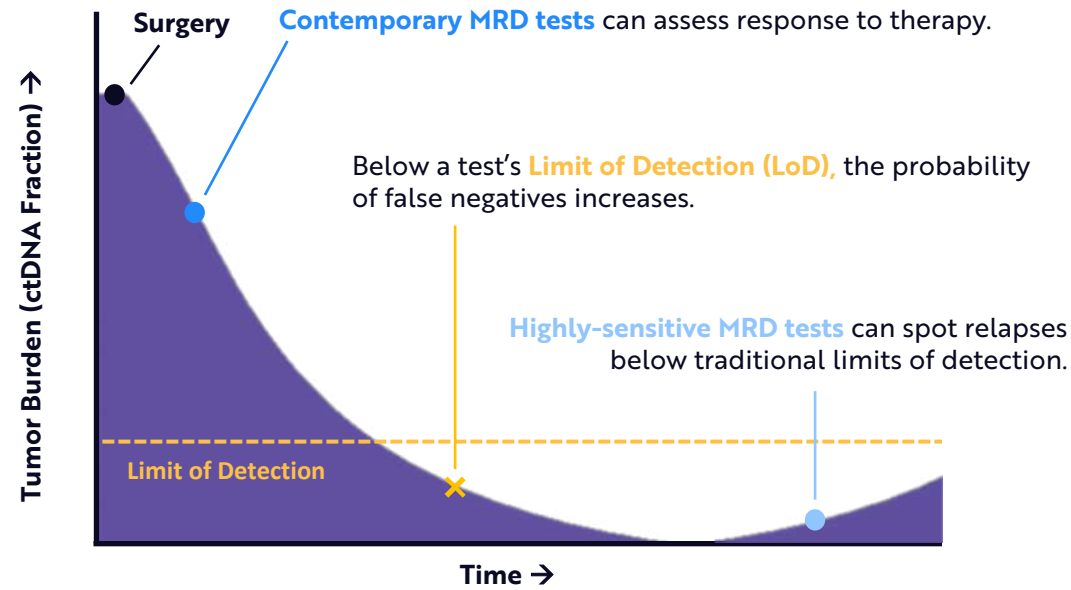 Surgery
Contemporary MRD tests can assess response to therapy.
Below a test’s Limit of Detection (LoD), the probability
of false negatives increases.
Highly-sensitive MRD tests can spot relapses
below traditional limits of detection.
Limit of Detection
Tumor Burden (ctDNA Fraction) →
Time →